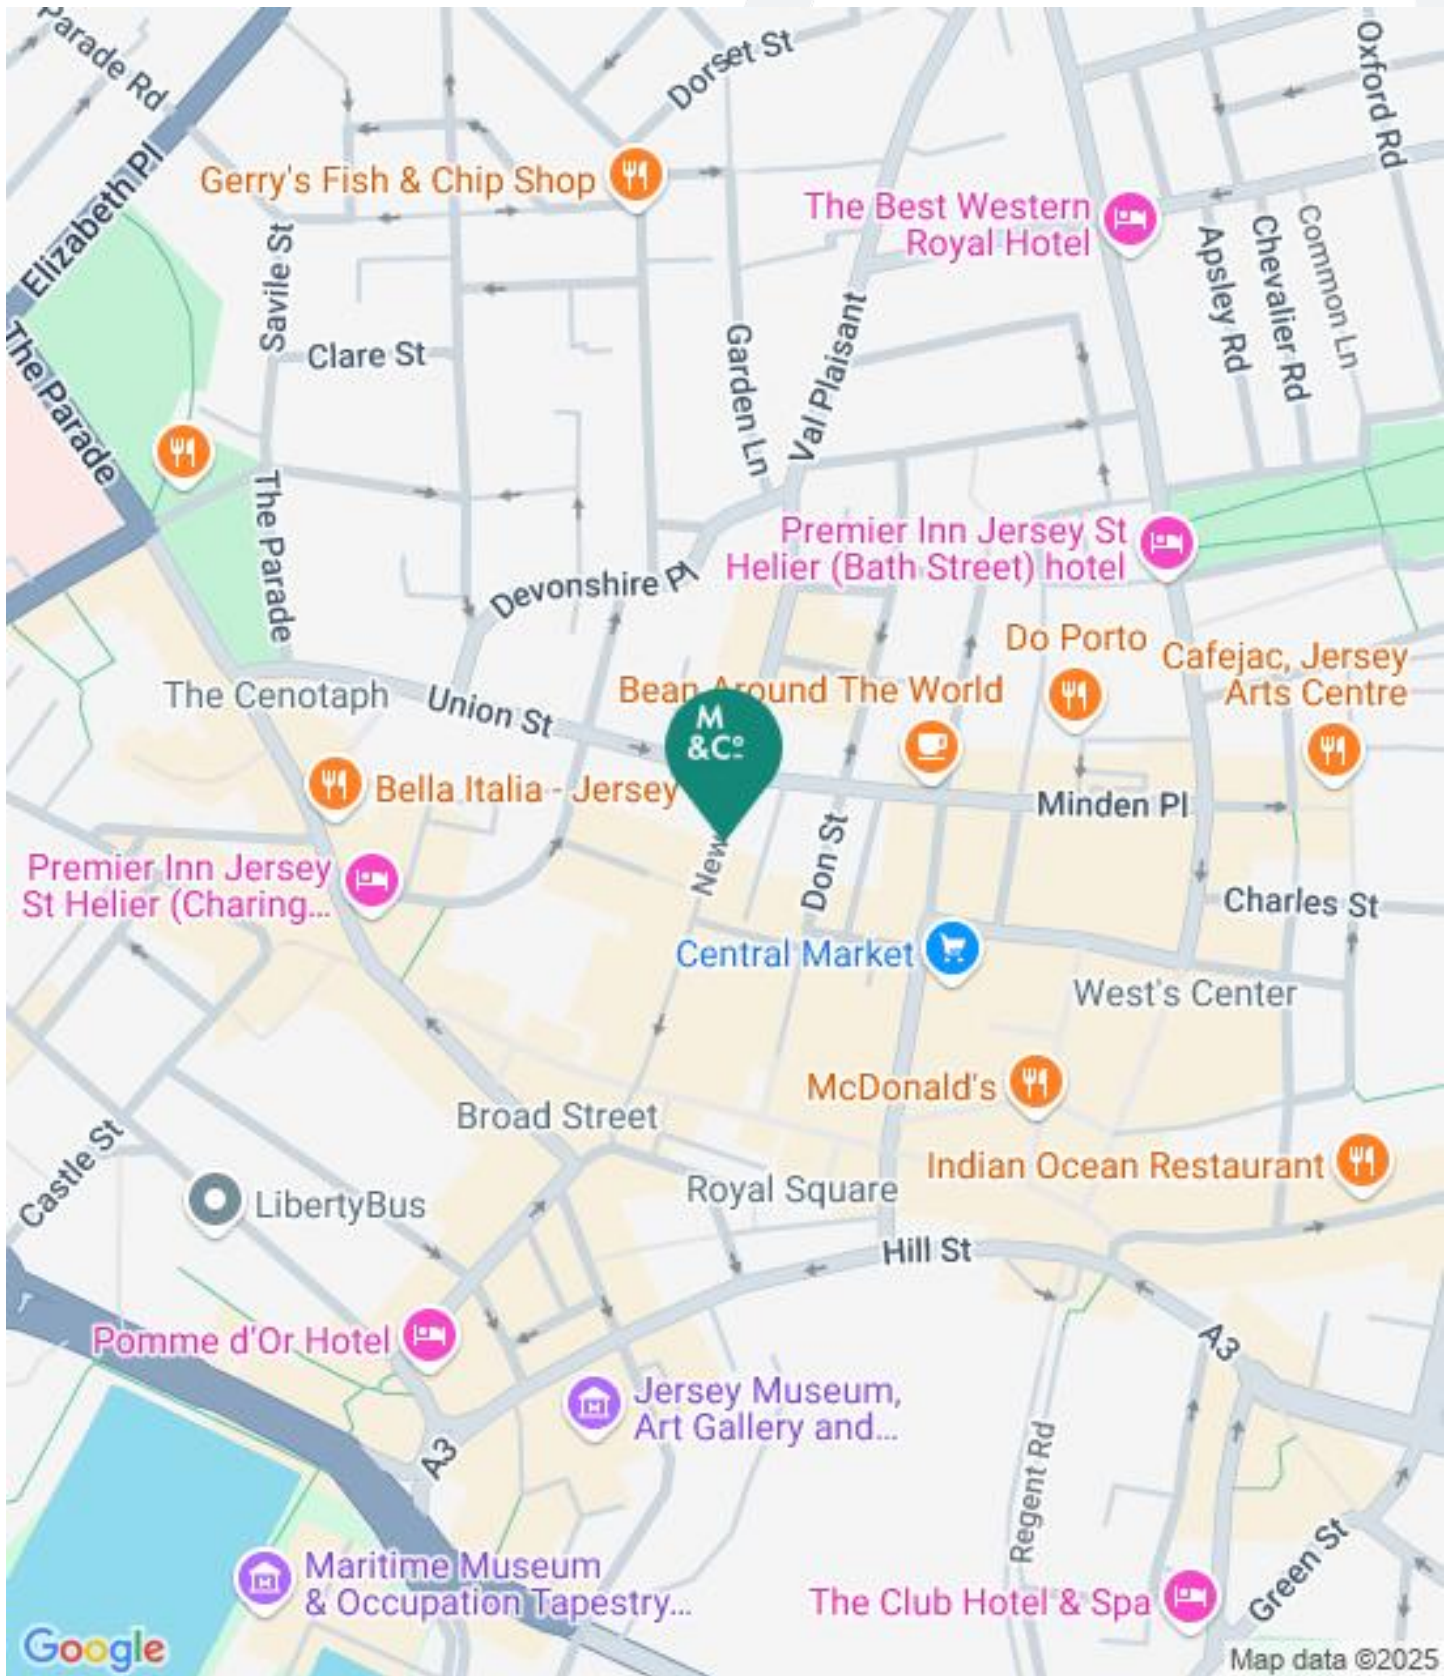 Parade Rd
Dorset St
Oxford Rd
Elizabeth Pl
Gerry's Fish & Chip Shop
The Best Western
Royal Hotel
Savile St
Apsley Rd
Chevalier Rd
Common Ln
The Parade
Clare St
Garden Ln
Val Plaisant
The Parade
Premier Inn Jersey St
Helier (Bath Street) hotel
Devonshire Pl
Do Porto
Cafejac, Jersey
Arts Centre
The Cenotaph
Union St
Bean Around The World
M
&Co
Bella Italia - Jersey
Minden Pl
New
Don St
Premier Inn Jersey
St Helier (Charing...
Charles St
Central Market
West's Center
McDonald's
Broad Street
Castle St
Indian Ocean Restaurant
Royal Square
LibertyBus
Hill St
Pomme d'Or Hotel
A3
Jersey Museum,
Art Gallery and...
A3
Regent Rd
Maritime Museum
& Occupation Tapestry...
The Club Hotel & Spa
Green St
Google
Map data ©2025